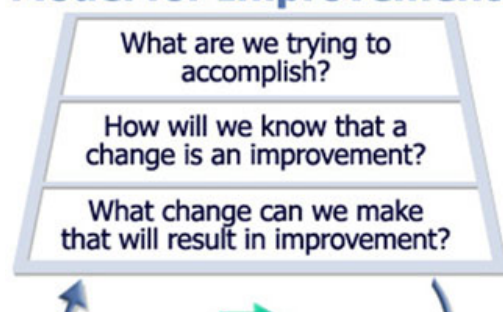 What are we trying to
accomplish?
How will we know that a
change is an improvement?
What change can we make
that will result in improvement?